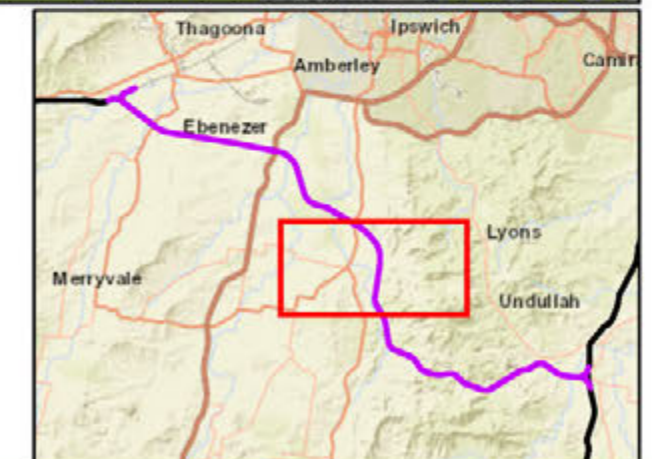 Thagoona
Ipswich
Amberley
Ebenezer
Lyons
Merryvale
Undullah